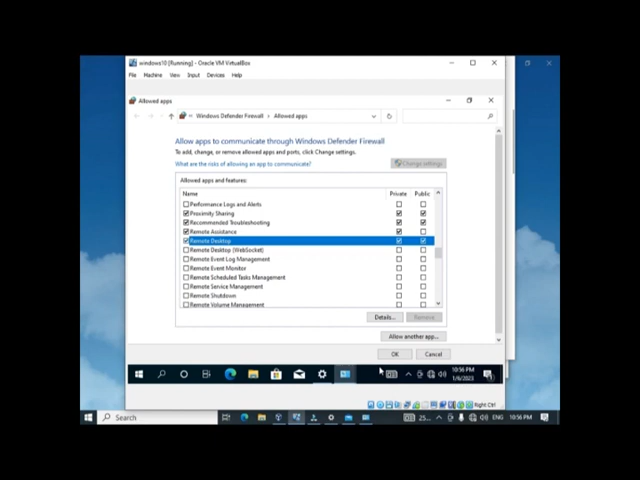 windows10 [Running] - Oracle VM VirtualBox
File Machine View Input Devices Help
Allowed apps
Windows Defender Firewall > Allowed apps
Allow apps to communicate through Windows Defender Firewall
To add, change, or remove allowed apps and ports, click Change settings.
What are the risks of allowing an app to communicate?
Change settings
Allowed apps and features:
Name Private Public
Performance Logs and Alerts
Proximity Sharing
Recommended Troubleshooting
Remote Assistance
Remote Desktop
Remote Desktop (WebSocket)
Remote Event Log Management
Remote Event Monitor
Remote Scheduled Tasks Management
Remote Service Management
Remote Shutdown
Remote Volume Management
Details... Remove
Allow another app...
OK Cancel
10:56 PM
1/6/2023
Right Ctrl
Search 25... ENG 10:56 PM